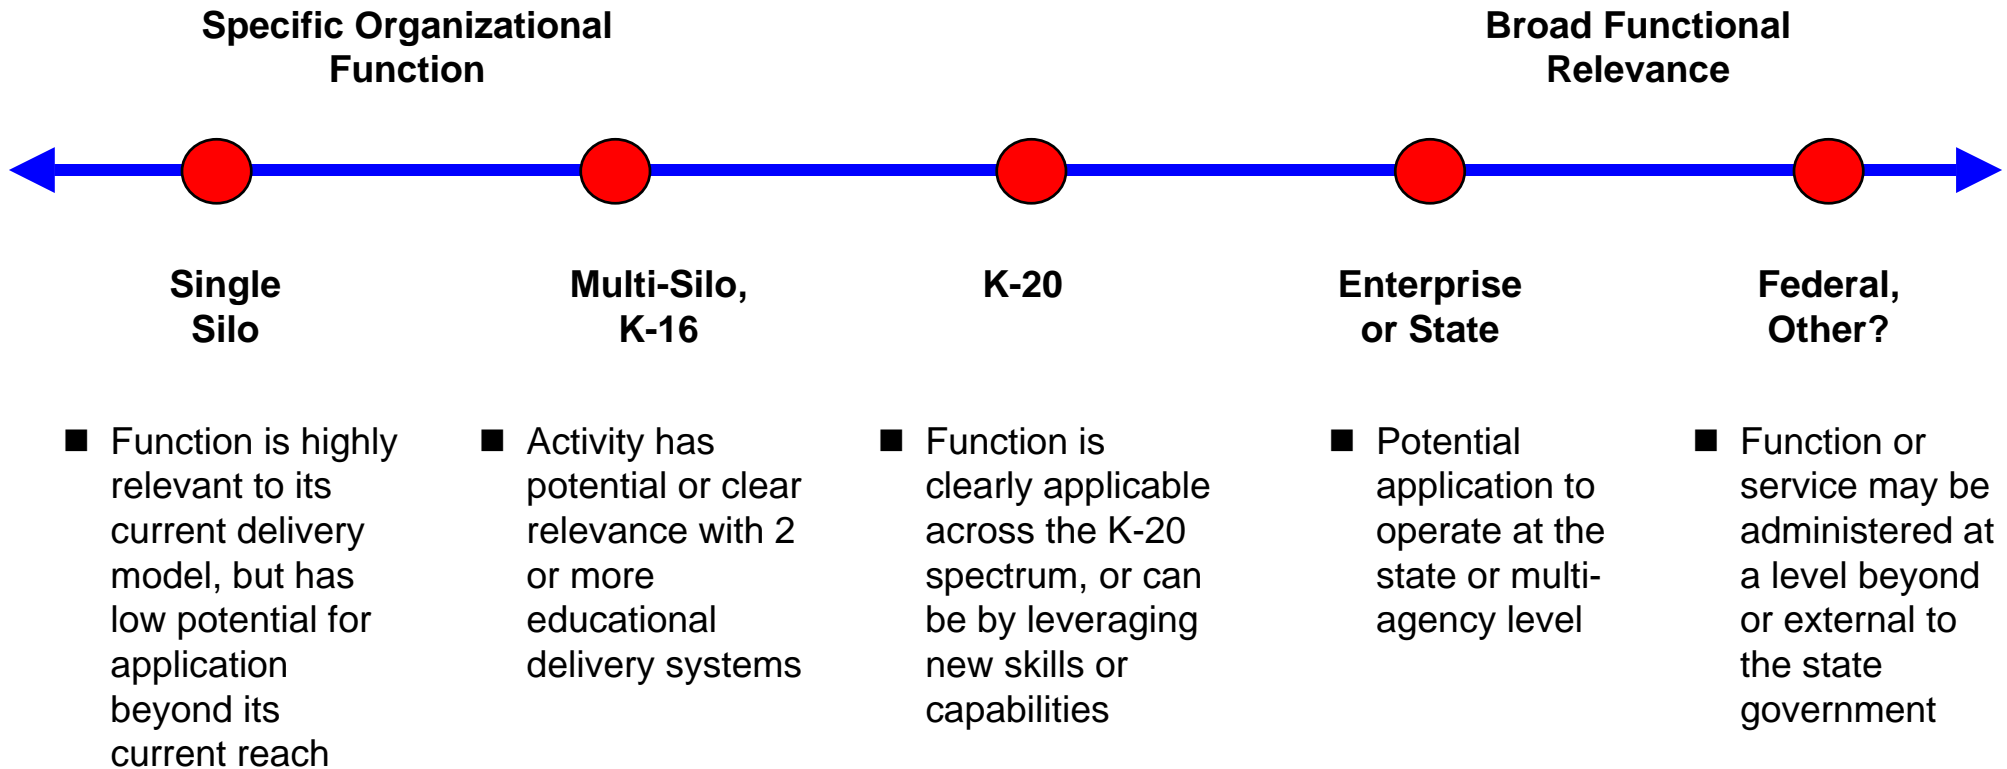 Specific Organizational
Function
Broad Functional
Relevance
Single
Silo
Multi-Silo,
K-16
K-20
Enterprise
or State
Federal,
Other?
Function is highly
relevant to its
current delivery
model, but has
low potential for
application
beyond its
current reach
Activity has
potential or clear
relevance with 2
or more
educational
delivery systems
Function is
clearly applicable
across the K-20
spectrum, or can
be by leveraging
new skills or
capabilities
Potential
application to
operate at the
state or multi-
agency level
Function or
service may be
administered at
a level beyond
or external to
the state
government